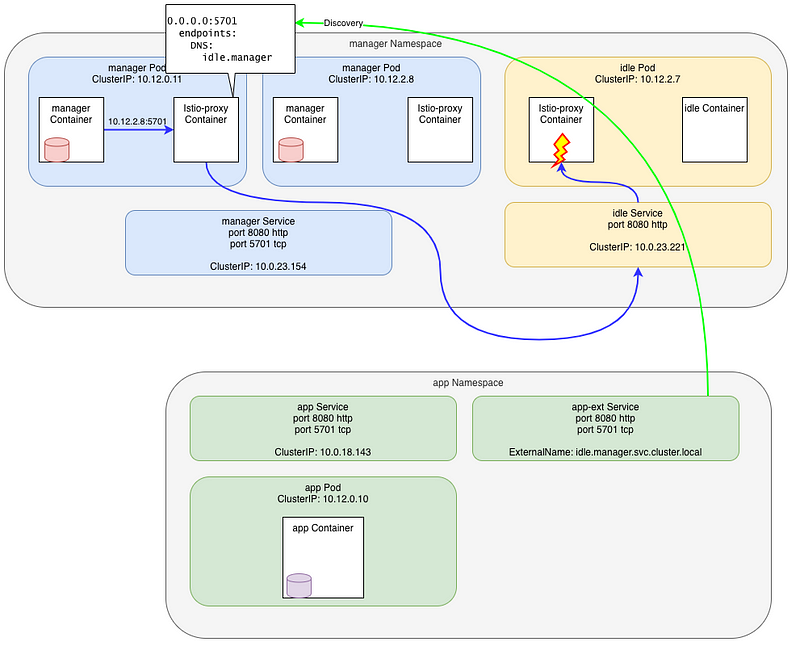 0.0.0.0:5701
endpoints:
DNS:
idle.manager
Discovery
manager Namespace
manager Pod
ClusterIP: 10.12.0.11
manager
Container
10.12.2.8:5701
Istio-proxy
Container
manager Pod
ClusterIP: 10.12.2.8
manager
Container
Istio-proxy
Container
idle Pod
ClusterIP: 10.12.2.7
Istio-proxy
Container
idle Container
manager Service
port 8080 http
port 5701 tcp
ClusterIP: 10.0.23.154
idle Service
port 8080 http
ClusterIP: 10.0.23.221
app Namespace
app Service
port 8080 http
port 5701 tcp
ClusterIP: 10.0.18.143
app-ext Service
port 8080 http
port 5701 tcp
ExternalName: idle.manager.svc.cluster.local
app Pod
ClusterIP: 10.12.0.10
app Container